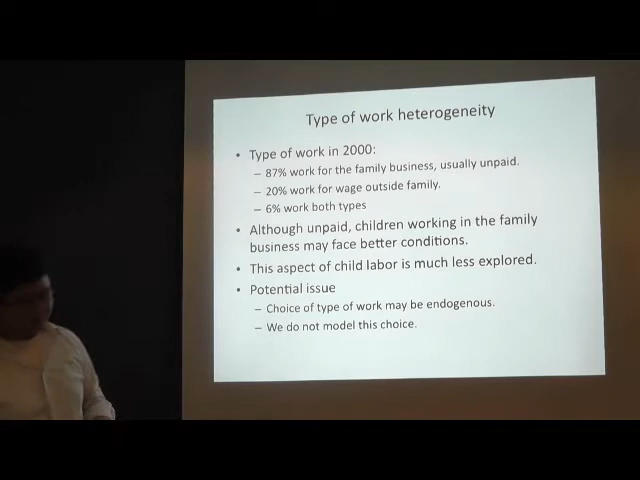 Type of work heterogeneity
• Type of work in 2000:
– 87% work for the family business, usually unpaid.
– 20% work for wage outside family.
– 6% work both types
• Although unpaid, children working in the family
business may face better conditions.
• This aspect of child labor is much less explored.
• Potential issue
– Choice of type of work may be endogenous.
– We do not model this choice.